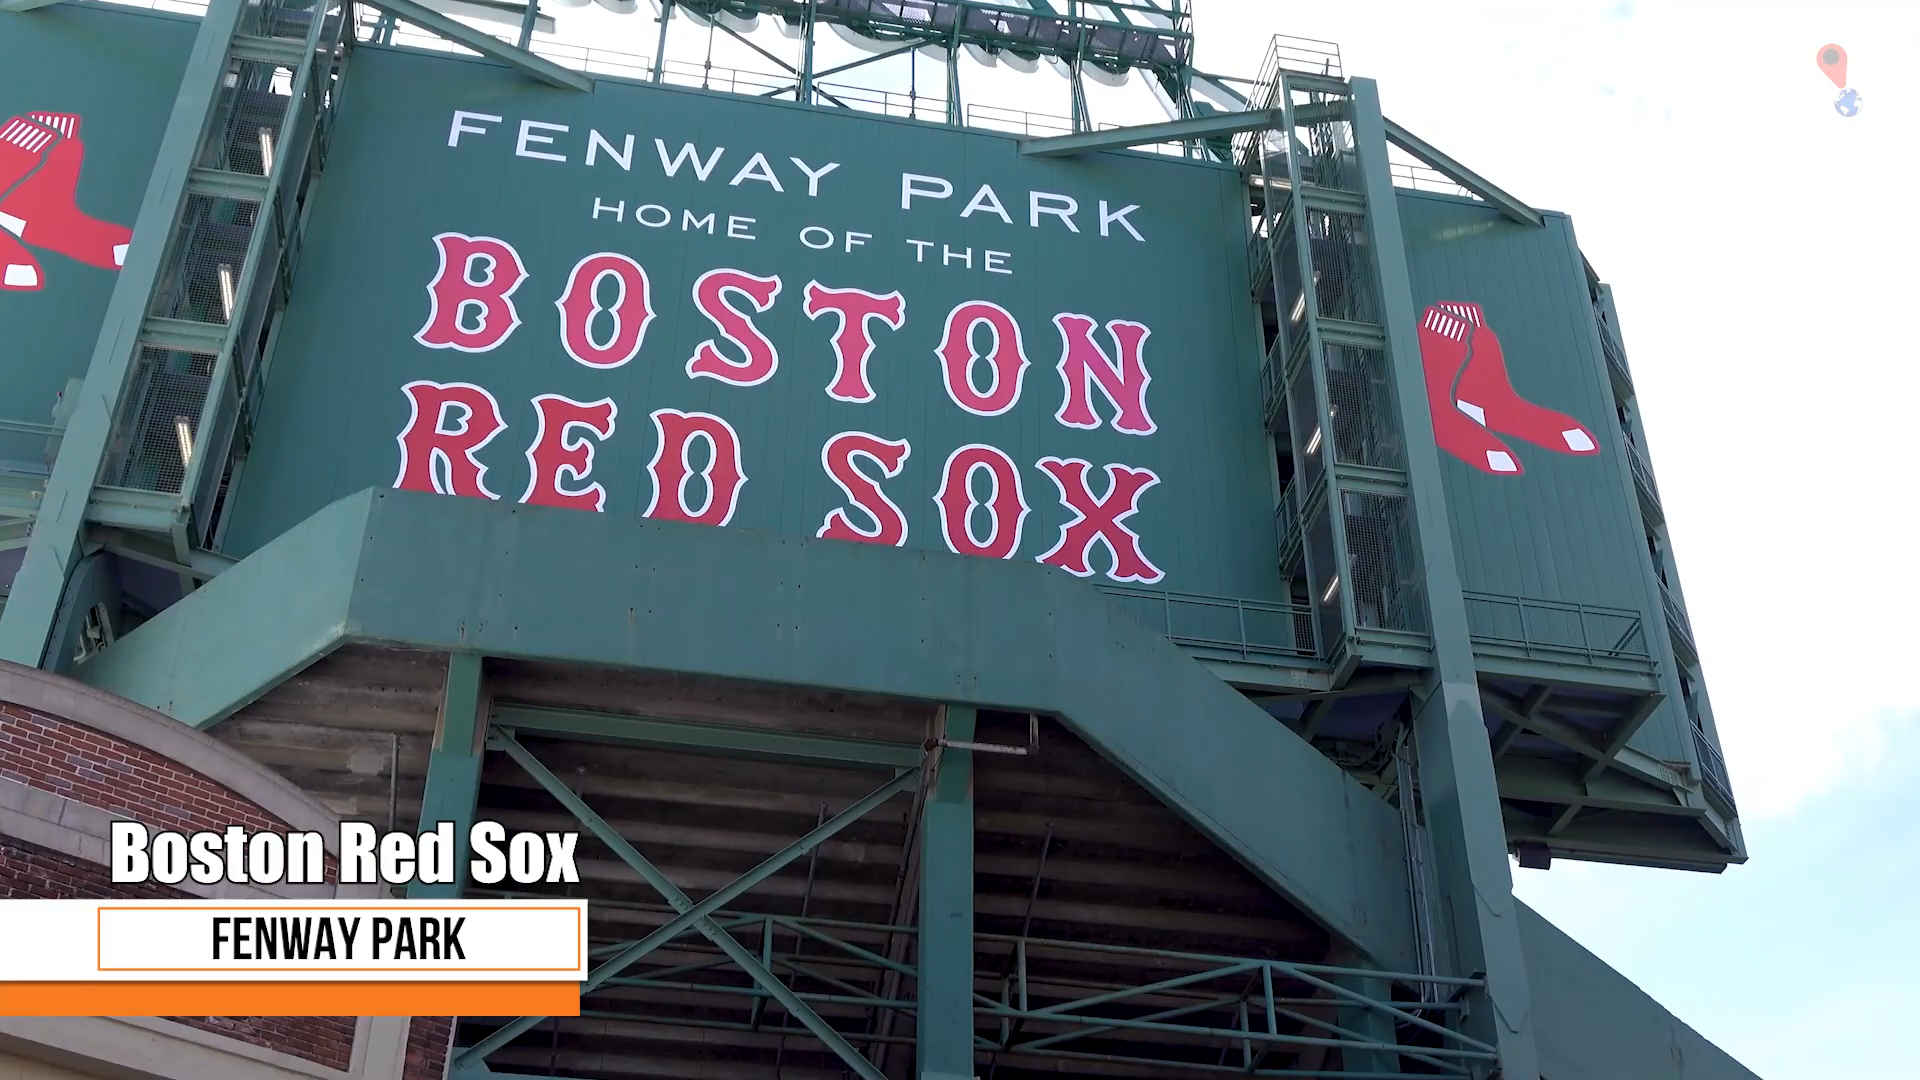 FENWAY PARK
HOME OF THE
BOSTON
RED SOX
Boston Red Sox
FENWAY PARK